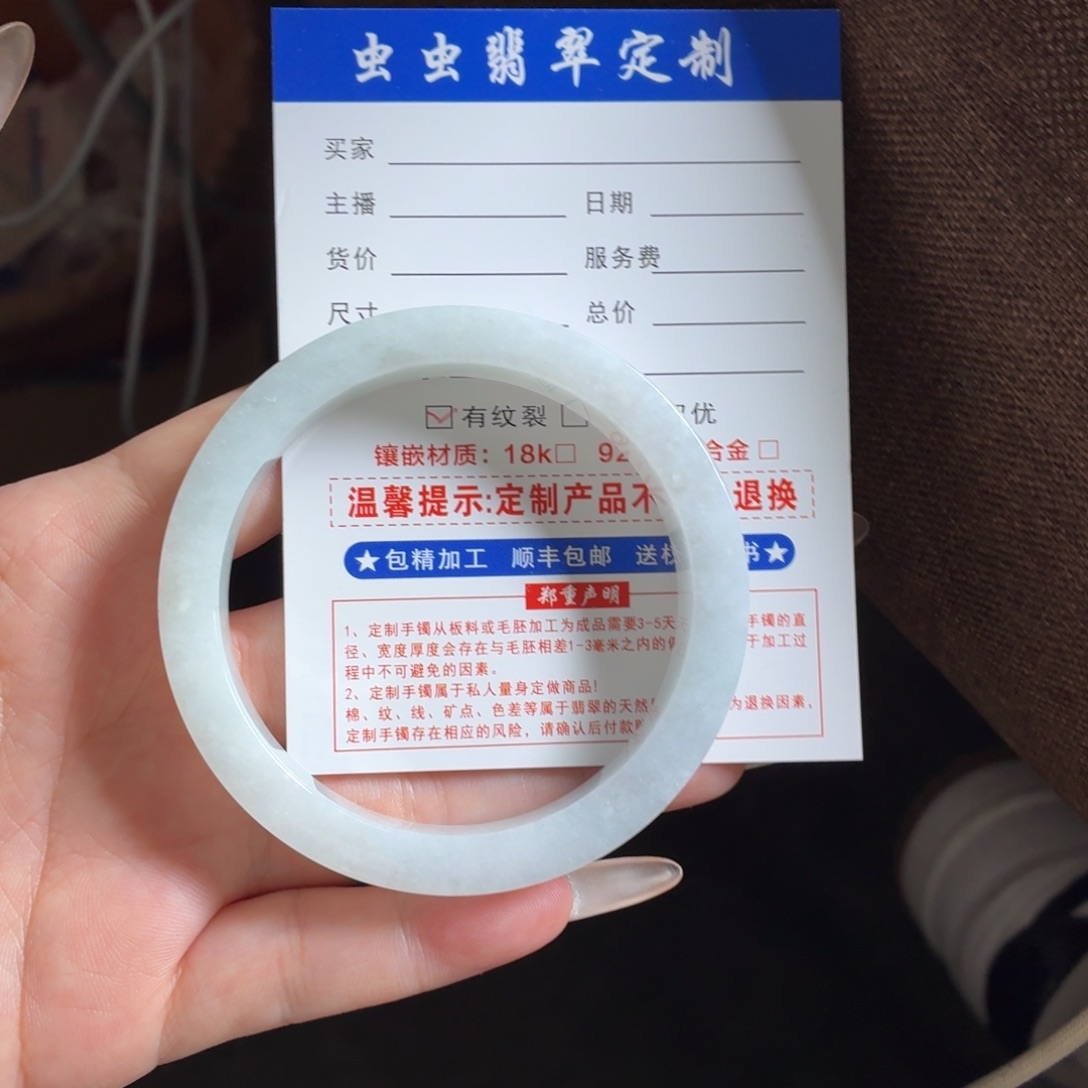 虫虫翡翠定制
买家
主播 日期
货价 服务费
尺寸 总价
有纹裂 优
镶嵌材质：18k□ 92 合金□
温馨提示:定制产品不 退换
★包精加工 顺丰包邮 送 书★
郑重声明
1、定制手镯从板料或毛胚加工为成品需要3-5天 手镯的直
径、宽度厚度会存在与毛胚相差1-3毫米之内的 于加工过
程中不可避免的因素。
2、定制手镯属于私人量身定做商品!
棉、纹、线、矿点、色差等属于翡翠的天然 为退换因素,
定制手镯存在相应的风险，请确认后付款